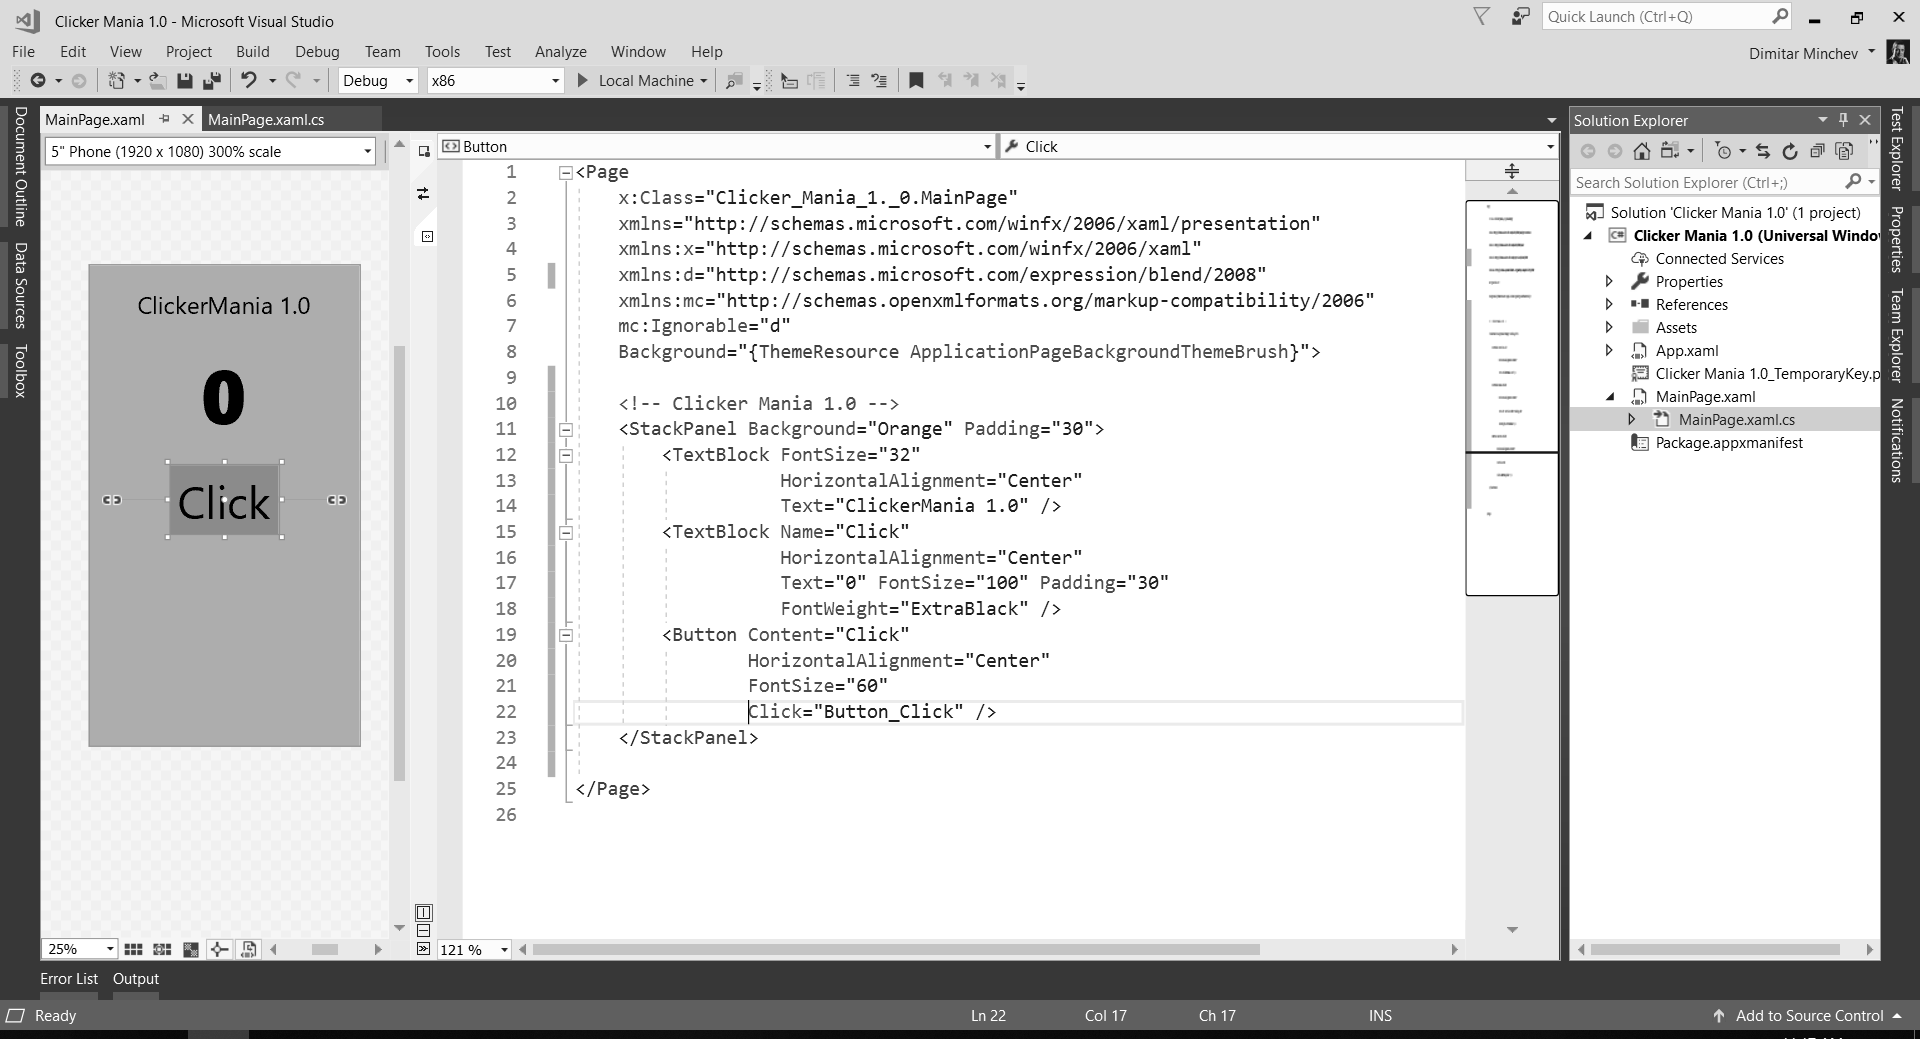 Clicker Mania 1.0 - Microsoft Visual Studio
Quick Launch (Ctrl+Q)
File Edit View Project Build Debug Team Tools Test Analyze Window Help
Dimitar Minchev
Debug x86 Local Machine
Document Outline
Data Sources
Toolbox
MainPage.xaml MainPage.xaml.cs
5" Phone (1920 x 1080) 300% scale
ClickerMania 1.0
0
Click
25%
Button Click
1 <Page
2 x:Class="Clicker_Mania_1._0.MainPage"
3 xmlns="http://schemas.microsoft.com/winfx/2006/xaml/presentation"
4 xmlns:x="http://schemas.microsoft.com/winfx/2006/xaml"
5 xmlns:d="http://schemas.microsoft.com/expression/blend/2008"
6 xmlns:mc="http://schemas.openxmlformats.org/markup-compatibility/2006"
7 mc:Ignorable="d"
8 Background="{ThemeResource ApplicationPageBackgroundThemeBrush}">
9
10 <!-- Clicker Mania 1.0 -->
11 <StackPanel Background="Orange" Padding="30">
12 <TextBlock FontSize="32"
13 HorizontalAlignment="Center"
14 Text="ClickerMania 1.0" />
15 <TextBlock Name="Click"
16 HorizontalAlignment="Center"
17 Text="0" FontSize="100" Padding="30"
18 FontWeight="ExtraBlack" />
19 <Button Content="Click"
20 HorizontalAlignment="Center"
21 FontSize="60"
22 Click="Button_Click" />
23 </StackPanel>
24
25 </Page>
26
121 %
Solution Explorer
Search Solution Explorer (Ctrl+;)
Solution 'Clicker Mania 1.0' (1 project)
Clicker Mania 1.0 (Universal Windo
Connected Services
Properties
References
Assets
App.xaml
Clicker Mania 1.0_TemporaryKey.p
MainPage.xaml
MainPage.xaml.cs
Package.appxmanifest
Test Explorer
Properties
Team Explorer
Notifications
Error List Output
Ready Ln 22 Col 17 Ch 17 INS Add to Source Control